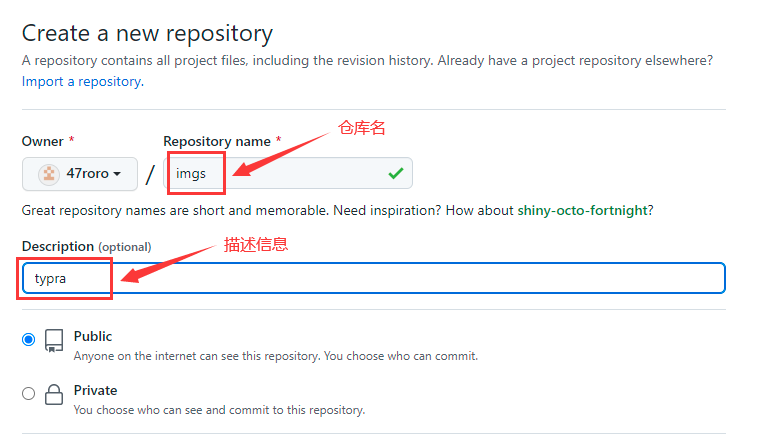 Create a new repository
A repository contains all project files, including the revision history. Already have a project repository elsewhere?
Import a repository.
仓库名
Owner * Repository name *
47roro / imgs
Great repository names are short and memorable. Need inspiration? How about shiny-octo-fortnight?
Description (optional) 描述信息
typra
Public
Anyone on the internet can see this repository. You choose who can commit.
Private
You choose who can see and commit to this repository.